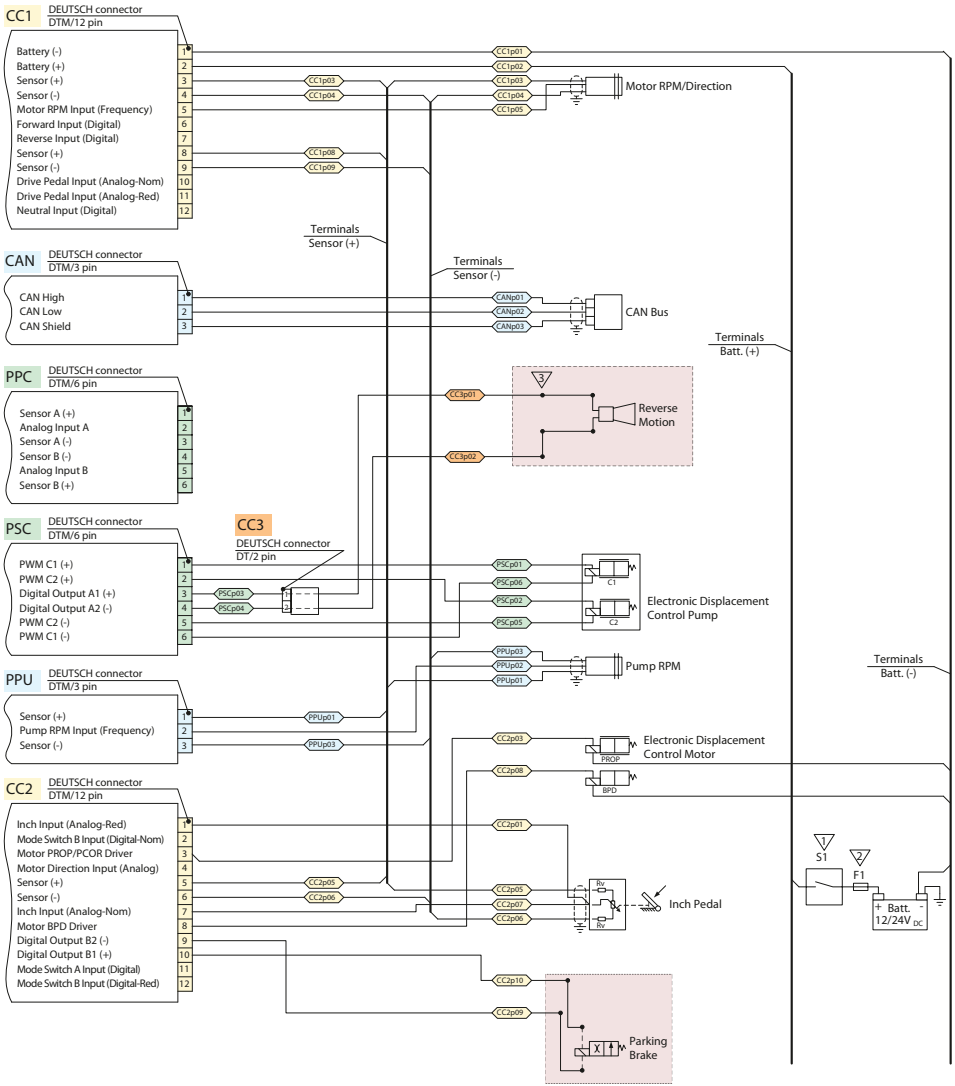 CC1 DEUTSCH connector
DTM/12 pin
Battery (-) 1 CC1p01
Battery (+) 2 CC1p02
Sensor (+) 3 CC1p03 CC1p03
Sensor (-) 4 CC1p04 CC1p04 Motor RPM/Direction
Motor RPM Input (Frequency) 5 CC1p05
Forward Input (Digital) 6
Reverse Input (Digital) 7
Sensor (+) 8 CC1p08
Sensor (-) 9 CC1p09
Drive Pedal Input (Analog-Nom) 10
Drive Pedal Input (Analog-Red) 11
Neutral Input (Digital) 12
Terminals
Sensor (+)
Terminals
Sensor (-)
CAN DEUTSCH connector
DTM/3 pin
CAN High 1 CANp01
CAN Low 2 CANp02 CAN Bus
CAN Shield 3 CANp03
Terminals
Batt. (+)
PPC DEUTSCH connector
DTM/6 pin
Sensor A (+) 1
Analog Input A 2
Sensor A (-) 3
Sensor B (-) 4
Analog Input B 5
Sensor B (+) 6
3
CC3p01
Reverse
Motion
CC3p02
PSC DEUTSCH connector
DTM/6 pin
CC3
DEUTSCH connector
DT/2 pin
PWM C1 (+) 1 PSCp01
PWM C2 (+) 2 PSCp06 C1
Digital Output A1 (+) 3 PSCp03 1 PSCp02
Digital Output A2 (-) 4 PSCp04 2
PWM C2 (-) 5 PSCp05 C2
PWM C1 (-) 6
Electronic Displacement
Control Pump
PPU DEUTSCH connector
DTM/3 pin
PPUp03
PPUp02 Pump RPM
PPUp01
Terminals
Batt. (-)
Sensor (+) 1 PPUp01
Pump RPM Input (Frequency) 2
Sensor (-) 3 PPUp03
CC2p03 PROP
Electronic Displacement
Control Motor
CC2p08 BPD
CC2 DEUTSCH connector
DTM/12 pin
Inch Input (Analog-Red) 1 CC2p01
Mode Switch B Input (Digital-Nom) 2
Motor PROP/PCOR Driver 3
Motor Direction Input (Analog) 4
Sensor (+) 5 CC2p05 CC2p05 Rv
Sensor (-) 6 CC2p06
Inch Input (Analog-Nom) 7 CC2p07 Inch Pedal
Motor BPD Driver 8 CC2p06 Rv
Digital Output B2 (-) 9
Digital Output B1 (+) 10
Mode Switch A Input (Digital) 11
Mode Switch B Input (Digital-Red) 12
1
S1
2
F1
+ Batt. -
12/24V DC
CC2p10
CC2p09
X
Parking
Brake